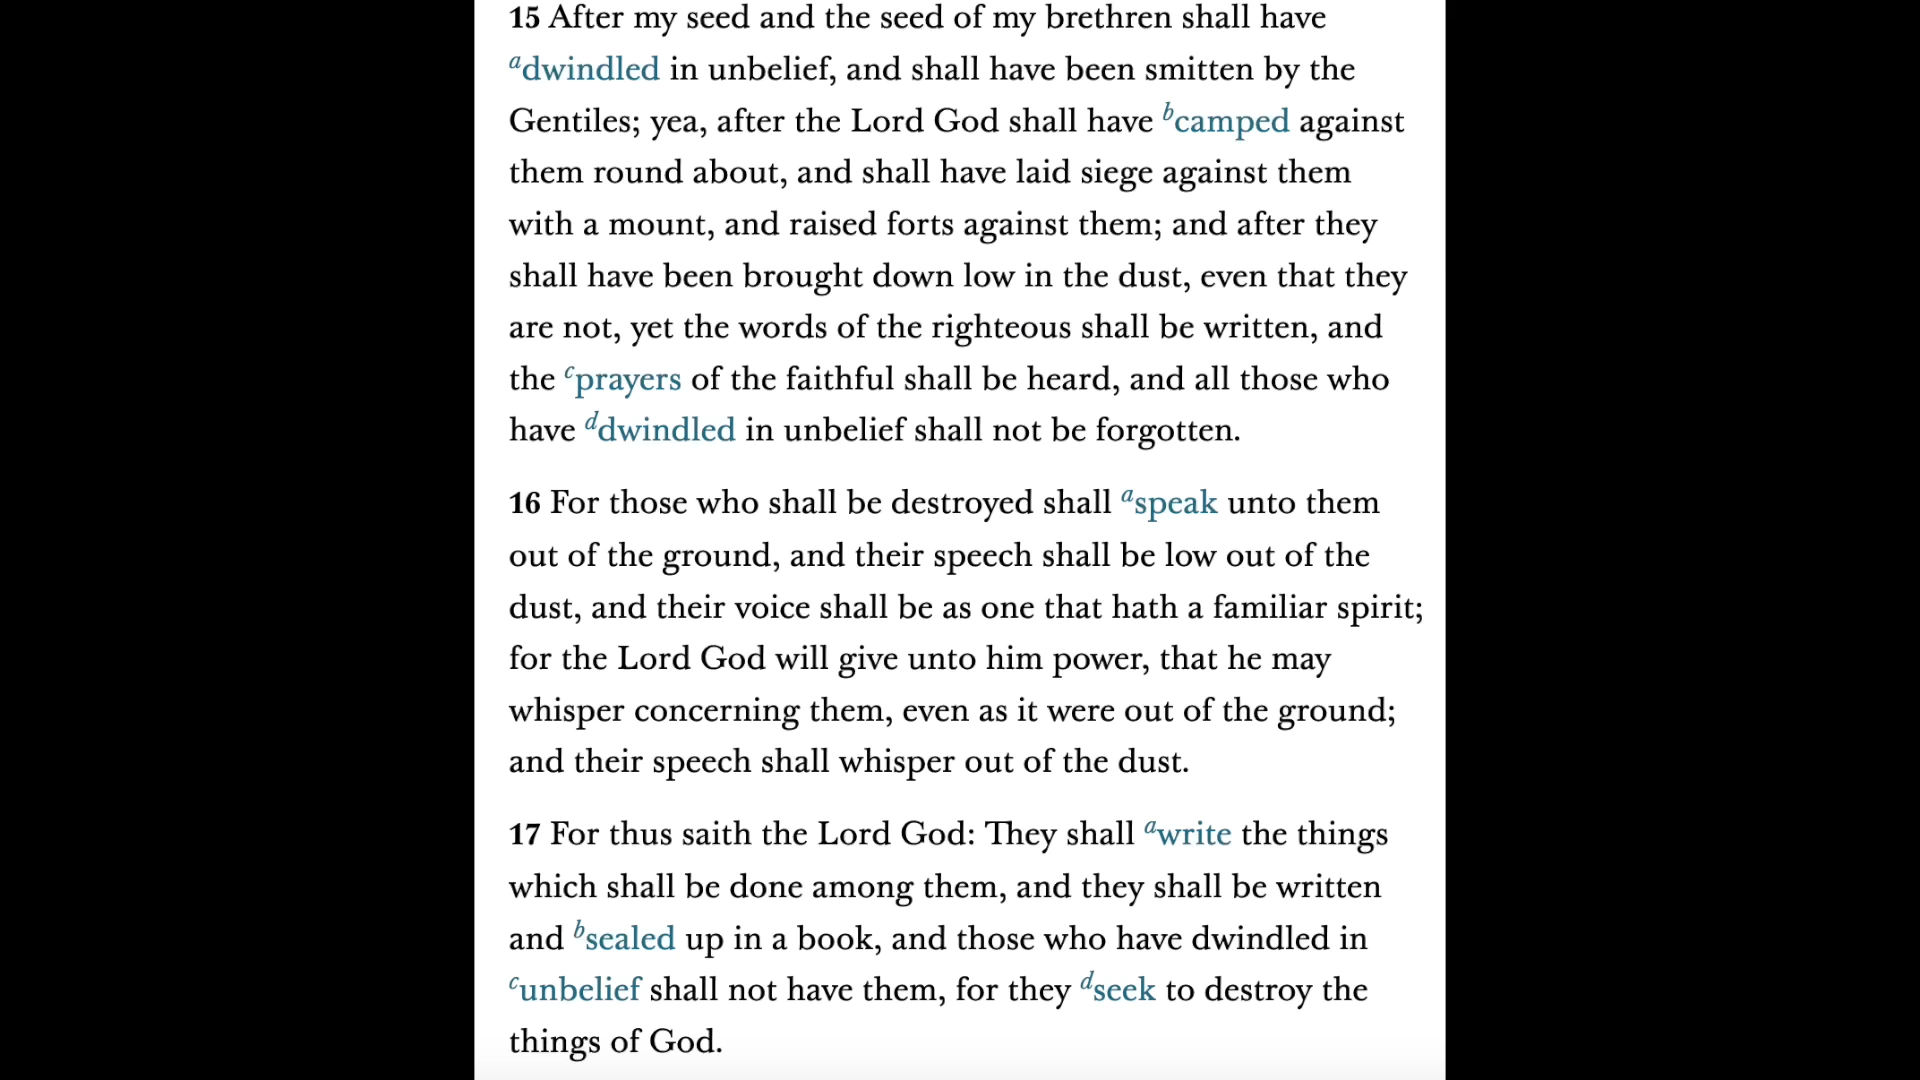 15 After my seed and the seed of my brethren shall have
a dwindled in unbelief, and shall have been smitten by the
Gentiles; yea, after the Lord God shall have b camped against
them round about, and shall have laid siege against them
with a mount, and raised forts against them; and after they
shall have been brought down low in the dust, even that they
are not, yet the words of the righteous shall be written, and
the c prayers of the faithful shall be heard, and all those who
have d dwindled in unbelief shall not be forgotten.
16 For those who shall be destroyed shall a speak unto them
out of the ground, and their speech shall be low out of the
dust, and their voice shall be as one that hath a familiar spirit;
for the Lord God will give unto him power, that he may
whisper concerning them, even as it were out of the ground;
and their speech shall whisper out of the dust.
17 For thus saith the Lord God: They shall a write the things
which shall be done among them, and they shall be written
and b sealed up in a book, and those who have dwindled in
c unbelief shall not have them, for they d seek to destroy the
things of God.